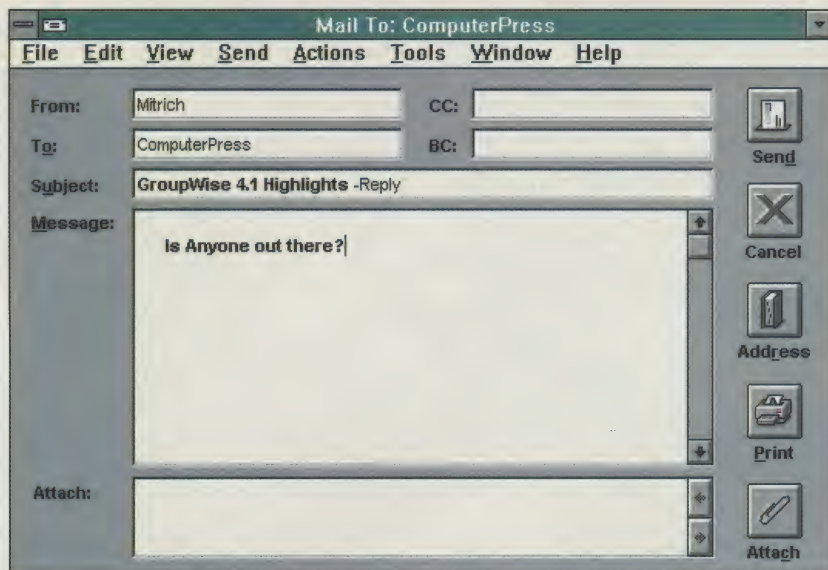 Mail To: ComputerPress
File Edit View Send Actions Tools Window Help
From: Mitrich CC:
To: ComputerPress BC:
Send
Subject: GroupWise 4.1 Highlights -Reply
Message:
Is Anyone out there?
Cancel
Address
Print
Attach:
Attach